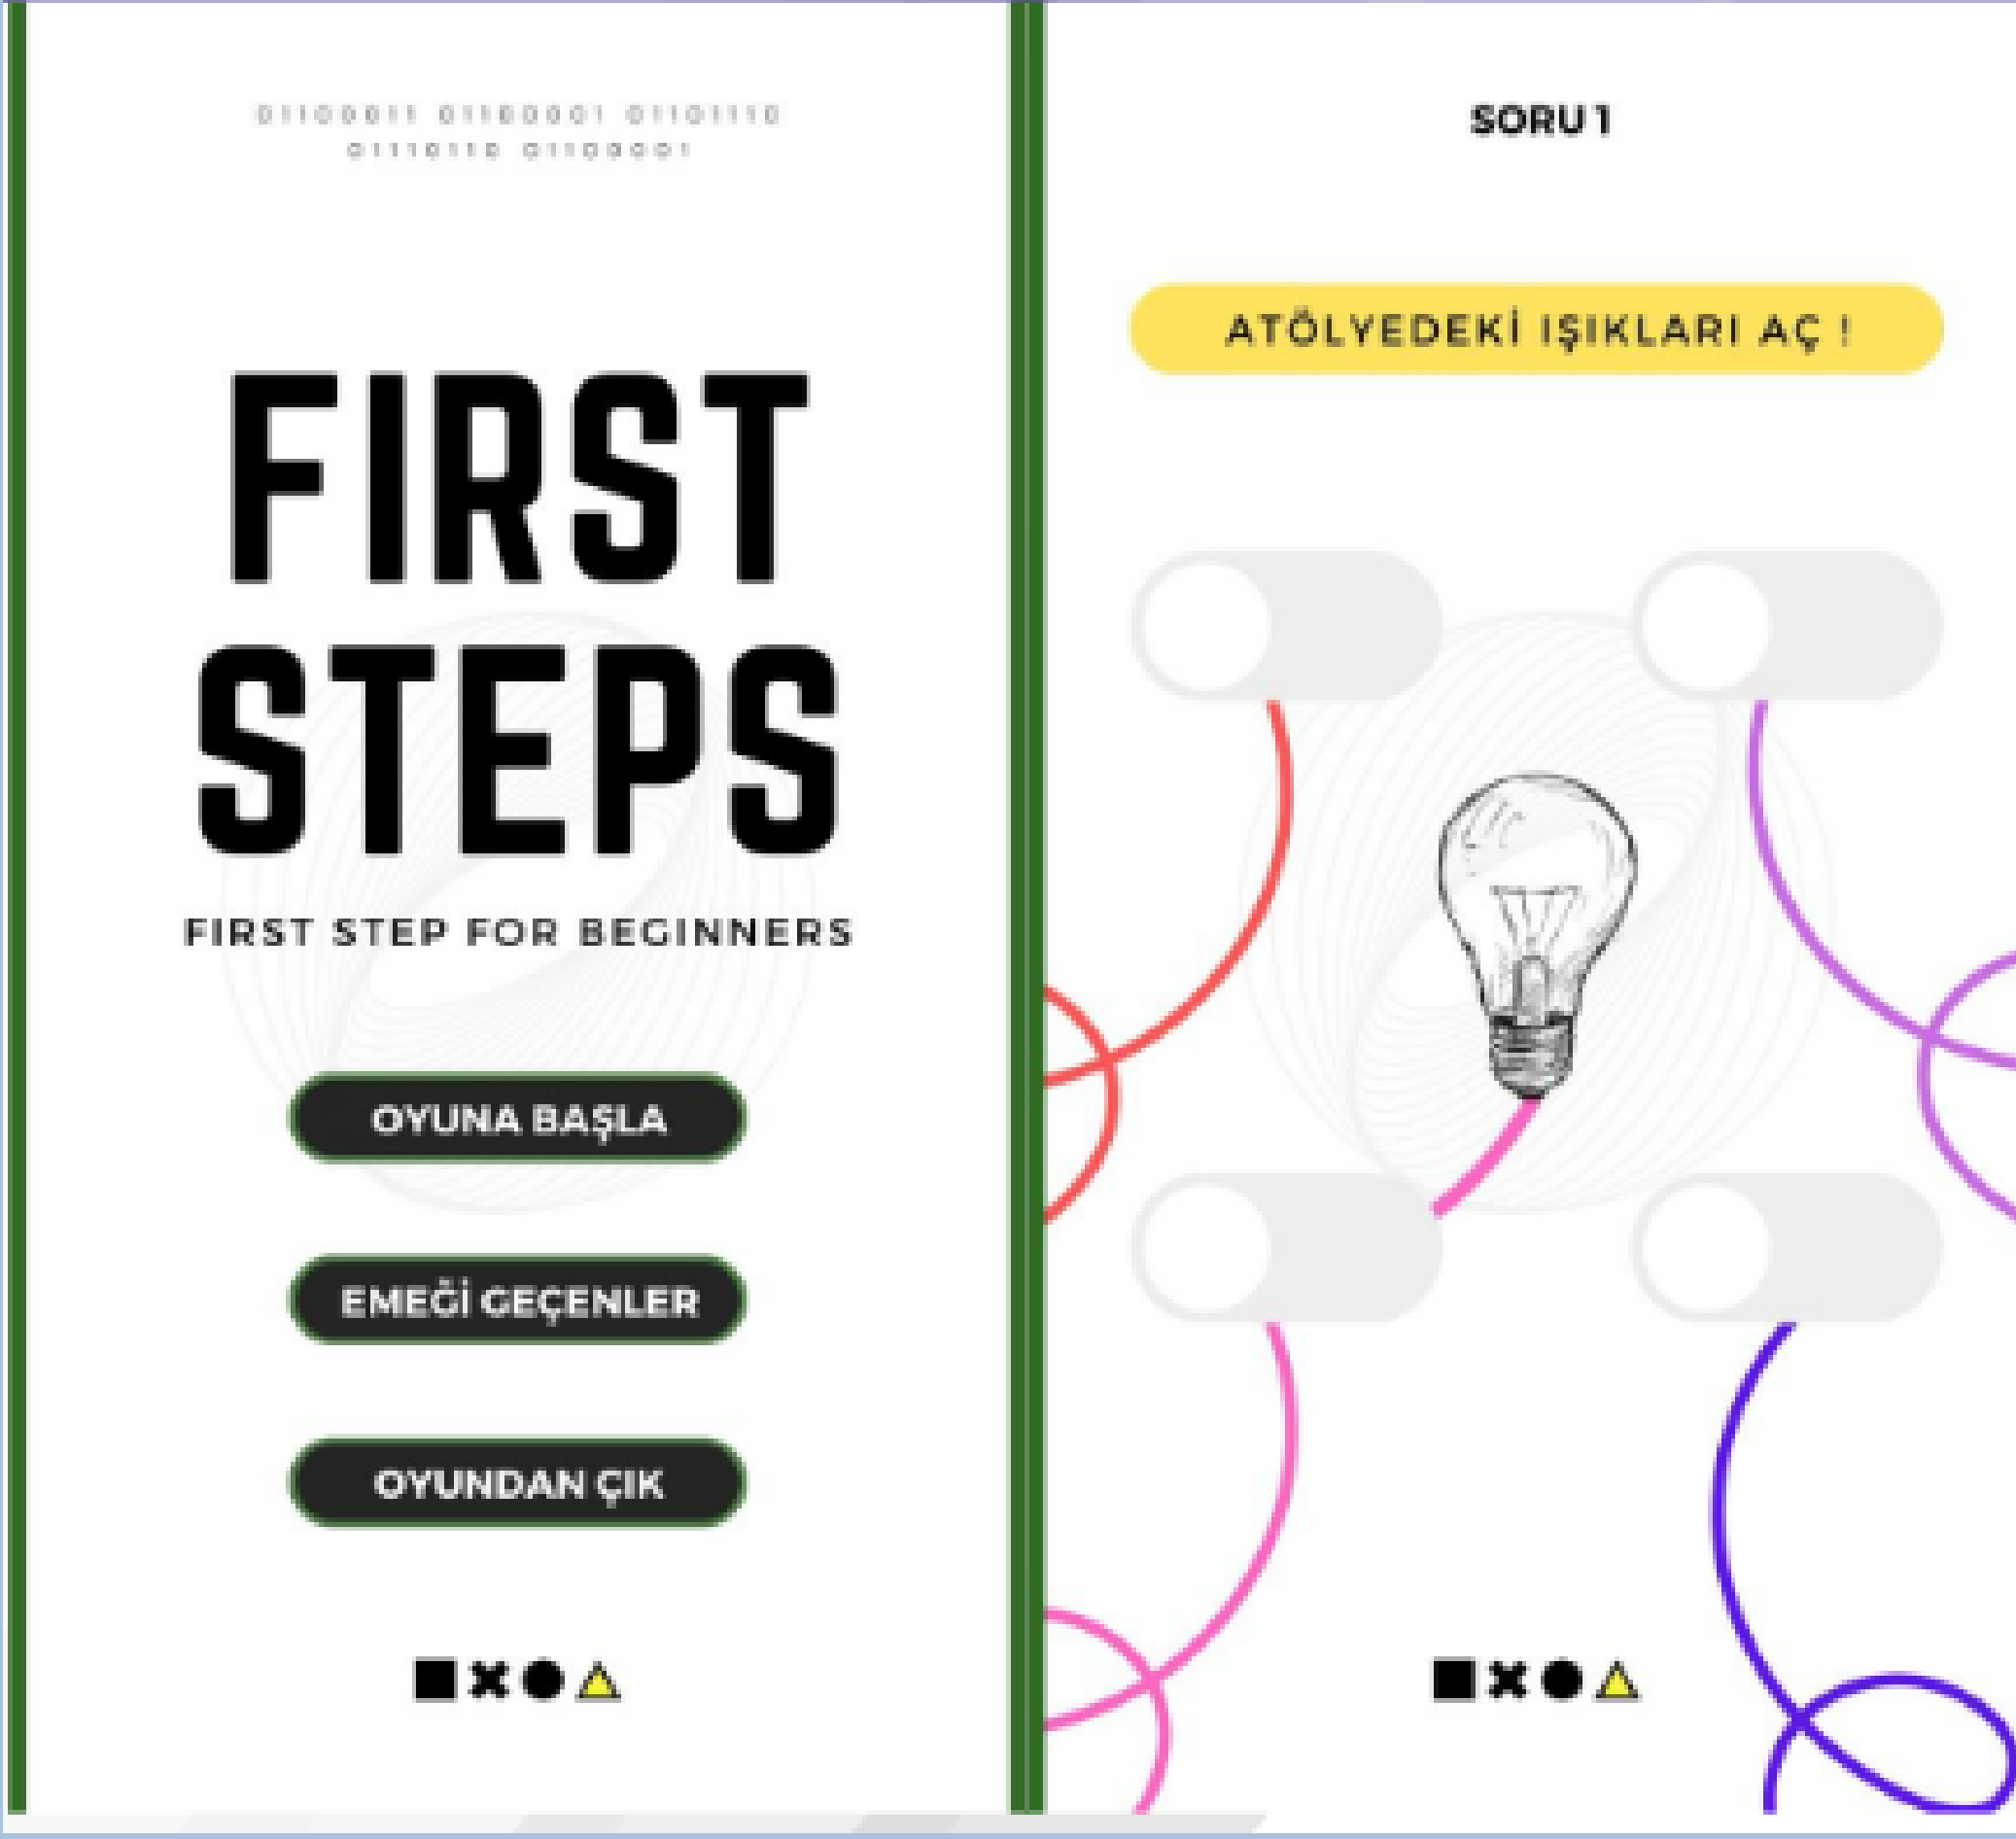 01100011 01100001 01101110
01110110 01100001
FIRST
STEPS
FIRST STEP FOR BEGINNERS
OYUNA BAŞLA
EMEĞİ GEÇENLER
OYUNDAN ÇIK
SORU 1
ATÖLYEDEKİ IŞIKLARI AÇ !